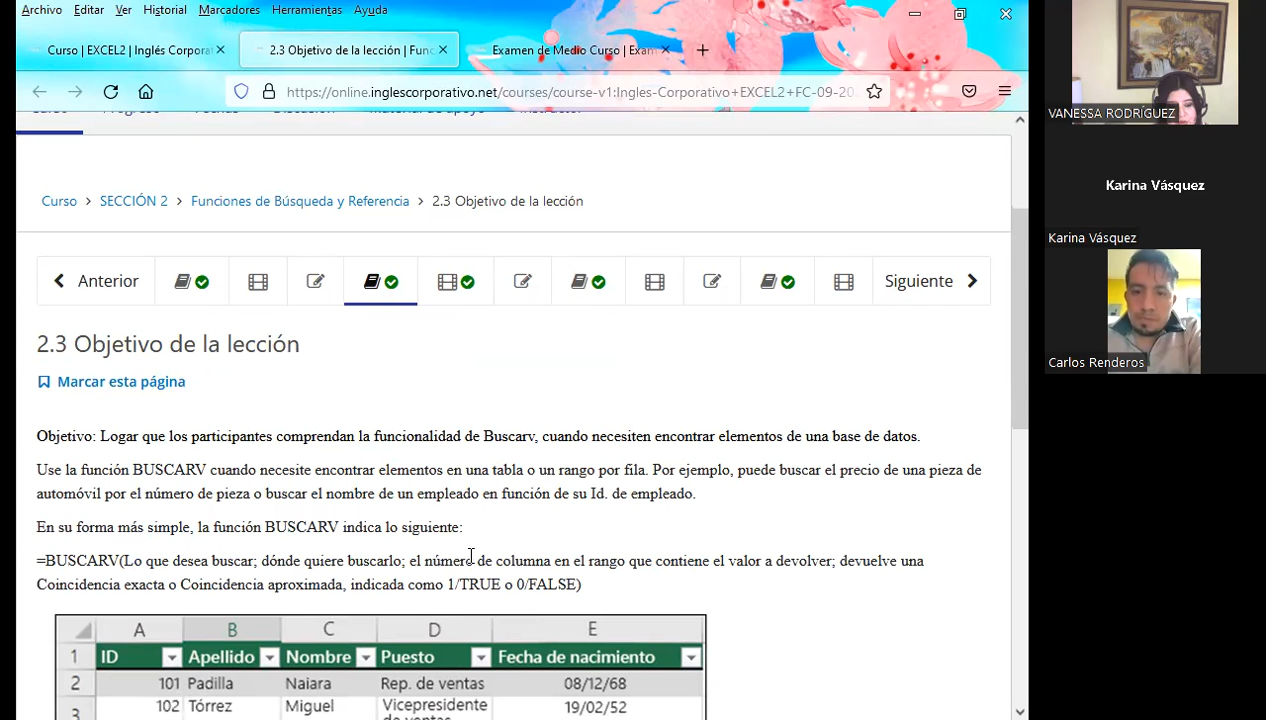 Archivo Editar Ver Historial Marcadores Herramientas Ayuda
Curso | EXCEL2 | Inglés Corporat
2.3 Objetivo de la lección | Func
Examen de Medio Curso | Exam
https://online.inglescorporativo.net/courses/course-v1:Ingles-Corporativo+EXCEL2+FC-09-20
Curso > SECCIÓN 2 > Funciones de Búsqueda y Referencia > 2.3 Objetivo de la lección
Anterior
Siguiente
2.3 Objetivo de la lección
Marcar esta página
Objetivo: Logar que los participantes comprendan la funcionalidad de Buscarv, cuando necesiten encontrar elementos de una base de datos.
Use la función BUSCARV cuando necesite encontrar elementos en una tabla o un rango por fila. Por ejemplo, puede buscar el precio de una pieza de
automóvil por el número de pieza o buscar el nombre de un empleado en función de su Id. de empleado.
En su forma más simple, la función BUSCARV indica lo siguiente:
=BUSCARV(Lo que desea buscar; dónde quiere buscarlo; el número de columna en el rango que contiene el valor a devolver; devuelve una
Coincidencia exacta o Coincidencia aproximada, indicada como 1/TRUE o 0/FALSE)
A B C D E
1 ID Apellido Nombre Puesto Fecha de nacimiento
2 101 Padilla Naiara Rep. de ventas 08/12/68
3 102 Tórrez Miguel Vicepresidente 19/02/52
de ventas
VANESSA RODRÍGUEZ
Karina Vásquez
Karina Vásquez
Carlos Renderos